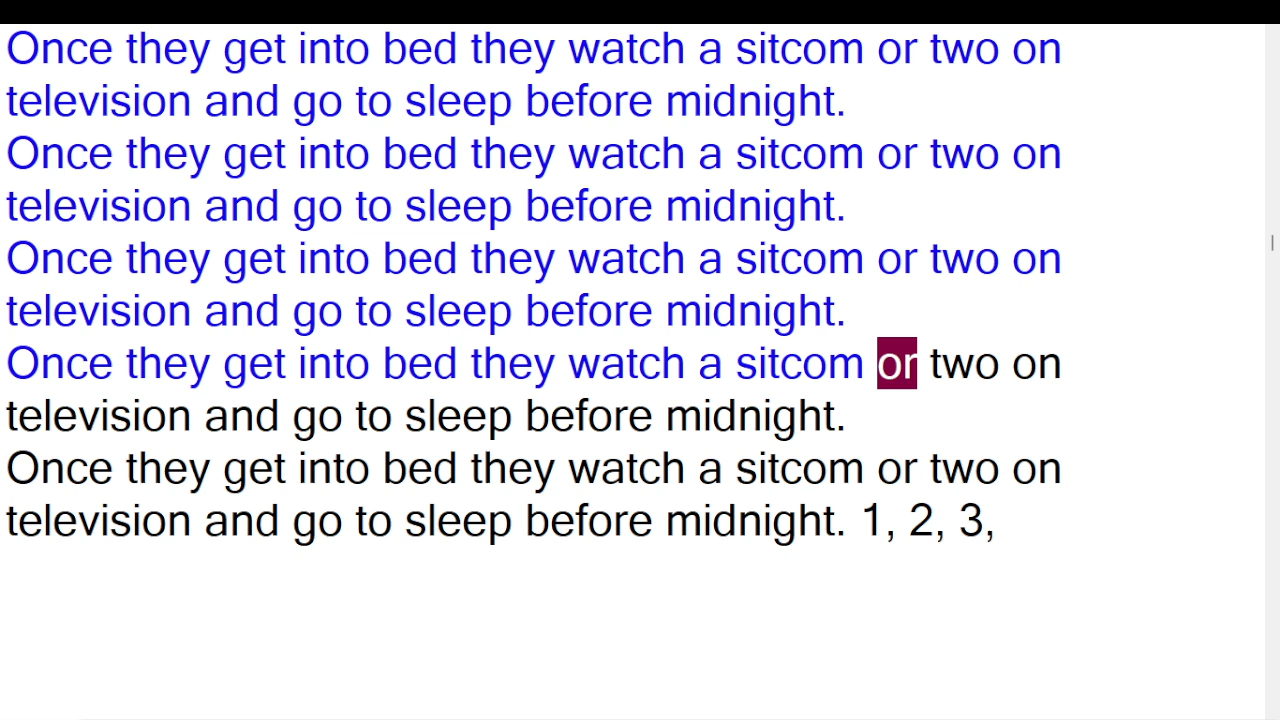 Once they get into bed they watch a sitcom or two on
television and go to sleep before midnight.
Once they get into bed they watch a sitcom or two on
television and go to sleep before midnight.
Once they get into bed they watch a sitcom or two on
television and go to sleep before midnight.
Once they get into bed they watch a sitcom or two on
television and go to sleep before midnight.
Once they get into bed they watch a sitcom or two on
television and go to sleep before midnight. 1, 2, 3,